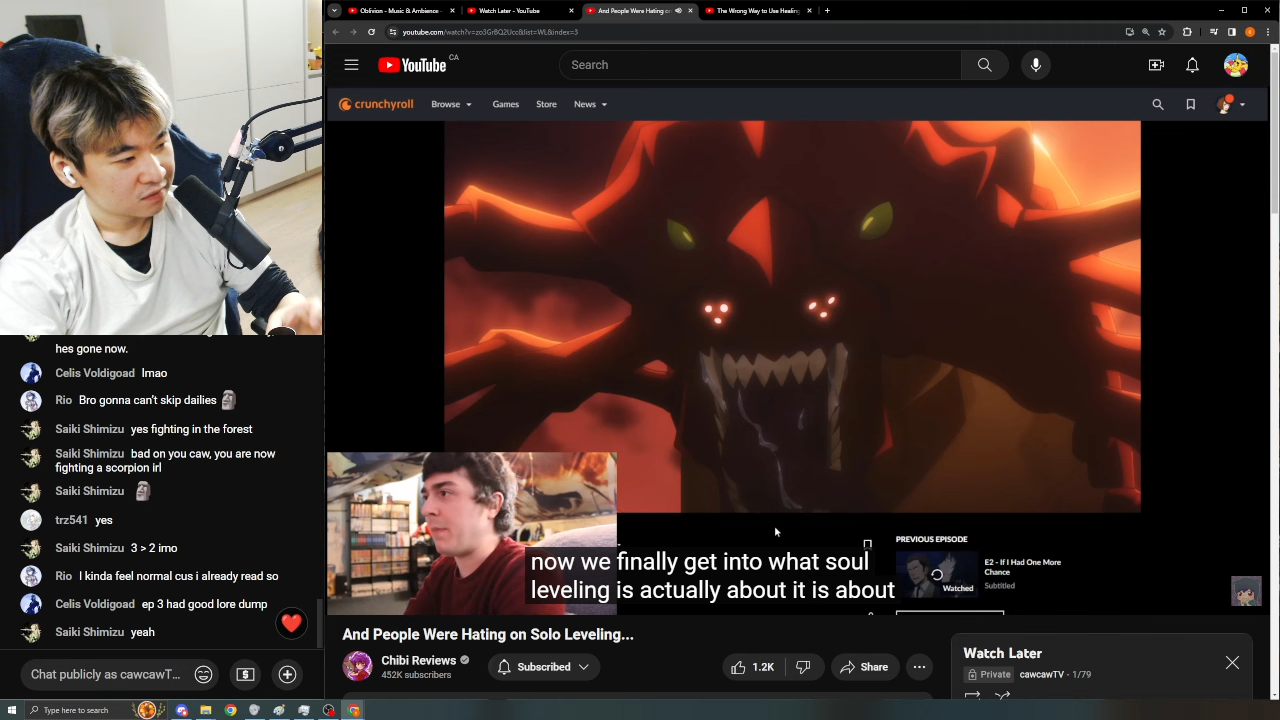 Oblivion - Music & Ambience -
Watch Later - YouTube
And People Were Hating on
The Wrong Way to Use Healing
youtube.com/watch?v=zo3GrBQ2Ucc&list=WL&index=3
YouTube CA
Search
crunchyroll
Browse
Games
Store
News
hes gone now.
Celis Voldigoad lmao
Rio Bro gonna can't skip dailies
Saiki Shimizu yes fighting in the forest
Saiki Shimizu bad on you caw, you are now
fighting a scorpion irl
Saiki Shimizu
trz541 yes
Saiki Shimizu 3 > 2 imo
Rio I kinda feel normal cus i already read so
Celis Voldigoad ep 3 had good lore dump
Saiki Shimizu yeah
Chat publicly as cawcawT...
now we finally get into what soul
leveling is actually about it is about
PREVIOUS EPISODE
E2 - If I Had One More
Chance
Watched
Subtitled
And People Were Hating on Solo Leveling...
Chibi Reviews
452K subscribers
Subscribed
1.2K
Share
Watch Later
Private
cawcawTV - 1/79
Type here to search